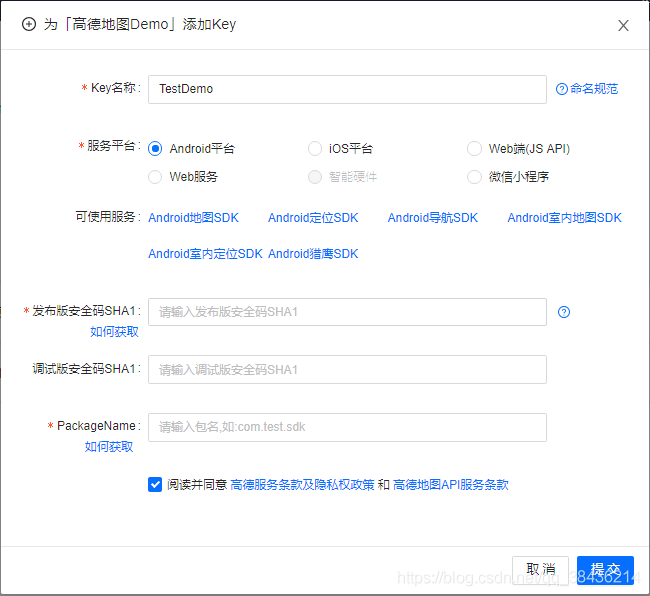 为「高德地图Demo」添加Key
* Key名称 : TestDemo 命名规范
* 服务平台 : Android平台 iOS平台 Web端(JS API)
Web服务 智能硬件 微信小程序
可使用服务 : Android地图SDK Android定位SDK Android导航SDK Android室内地图SDK
Android室内定位SDK Android猎鹰SDK
* 发布版安全码SHA1 : 请输入发布版安全码SHA1
如何获取
调试版安全码SHA1 : 请输入调试版安全码SHA1
* PackageName : 请输入包名,如:com.test.sdk
如何获取
阅读并同意 高德服务条款及隐私权政策 和 高德地图API服务条款
取 消 提 交
https://blog.csdn.net/qq_38436214